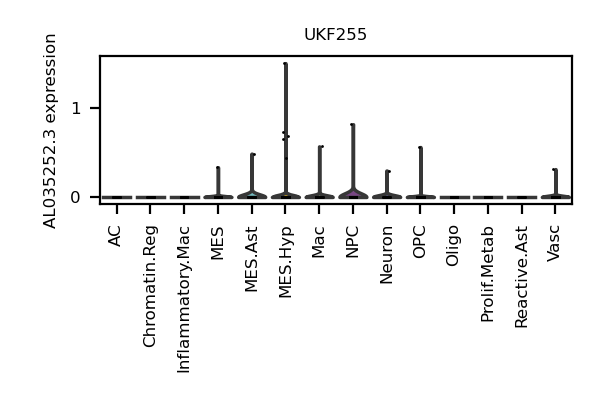 UKF255
AL035252.3 expression
1
0
AC
Chromatin.Reg
Inflammatory.Mac
MES
MES.Ast
MES.Hyp
Mac
NPC
Neuron
OPC
Oligo
Prolif.Metab
Reactive.Ast
Vasc